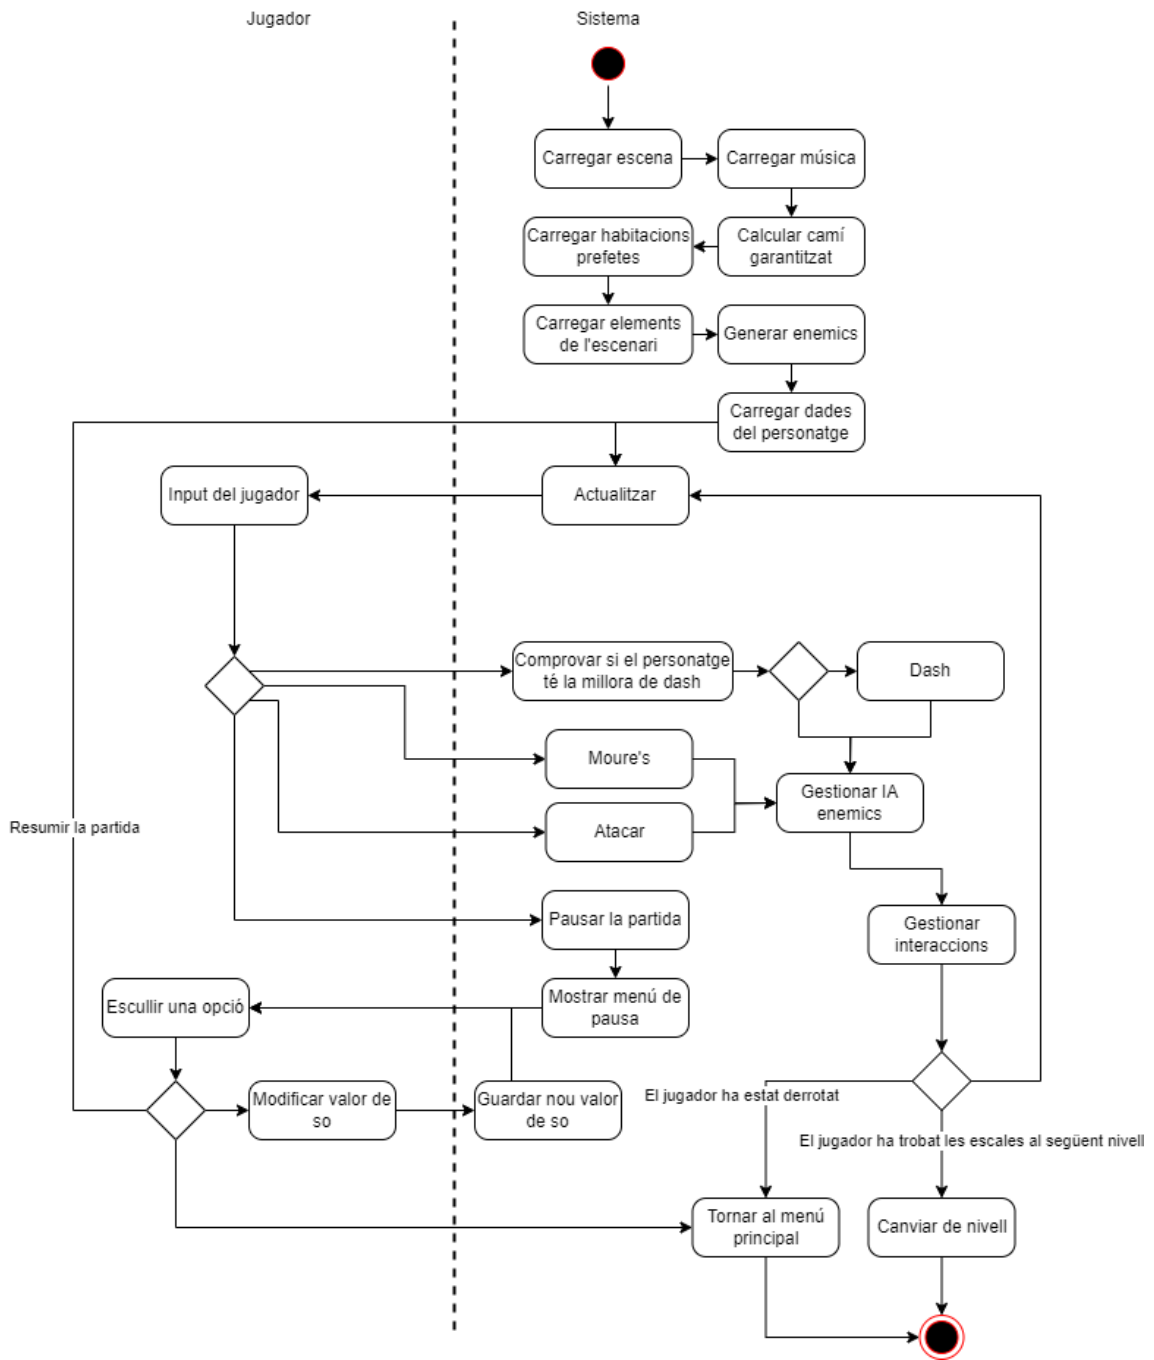 Jugador
Sistema
Carregar escena
Carregar música
Carregar habitacions
prefetes
Calcular camí
garantitzat
Carregar elements
de l'escenari
Generar enemics
Carregar dades
del personatge
Input del jugador
Actualitzar
Comprovar si el personatge
té la millora de dash
Dash
Moure's
Gestionar IA
enemics
Atacar
Resumir la partida
Pausar la partida
Gestionar
interaccions
Escullir una opció
Mostrar menú de
pausa
Modificar valor de
so
Guardar nou valor
de so
El jugador ha estat derrotat
El jugador ha trobat les escales al següent nivell
Tornar al menú
principal
Canviar de nivell